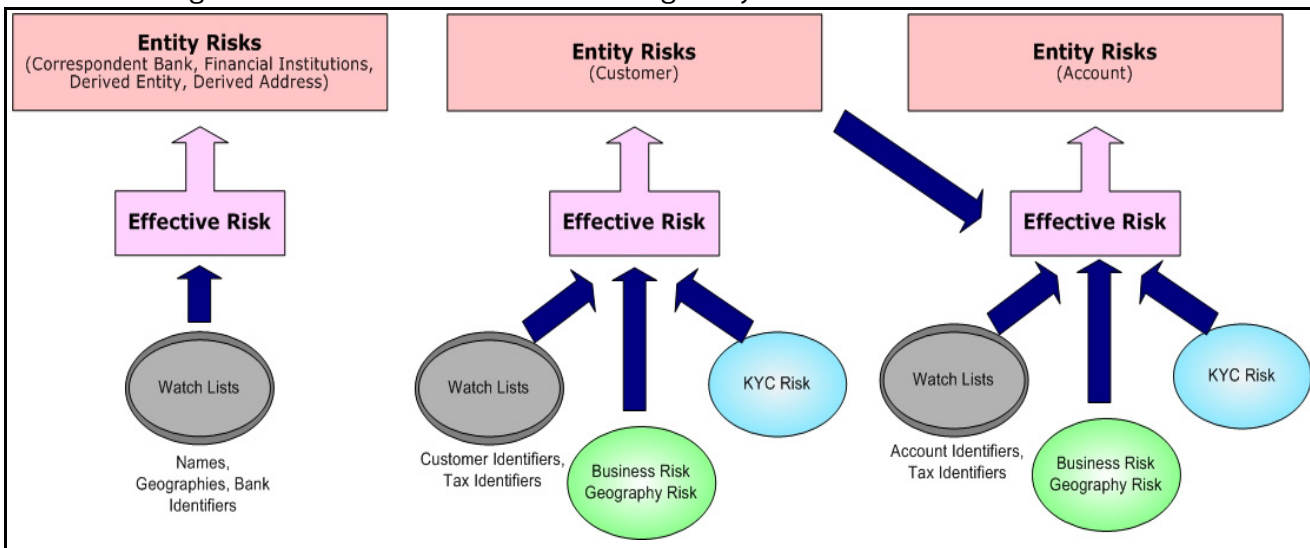 Entity Risks
(Correspondent Bank, Financial Institutions,
Derived Entity, Derived Address)
Entity Risks
(Customer)
Entity Risks
(Account)
Effective Risk
Effective Risk
Effective Risk
Watch Lists
Names,
Geographies, Bank
Identifiers
Watch Lists
Customer Identifiers,
Tax Identifiers
Business Risk
Geography Risk
KYC Risk
Watch Lists
Account Identifiers,
Tax Identifiers
Business Risk
Geography Risk
KYC Risk